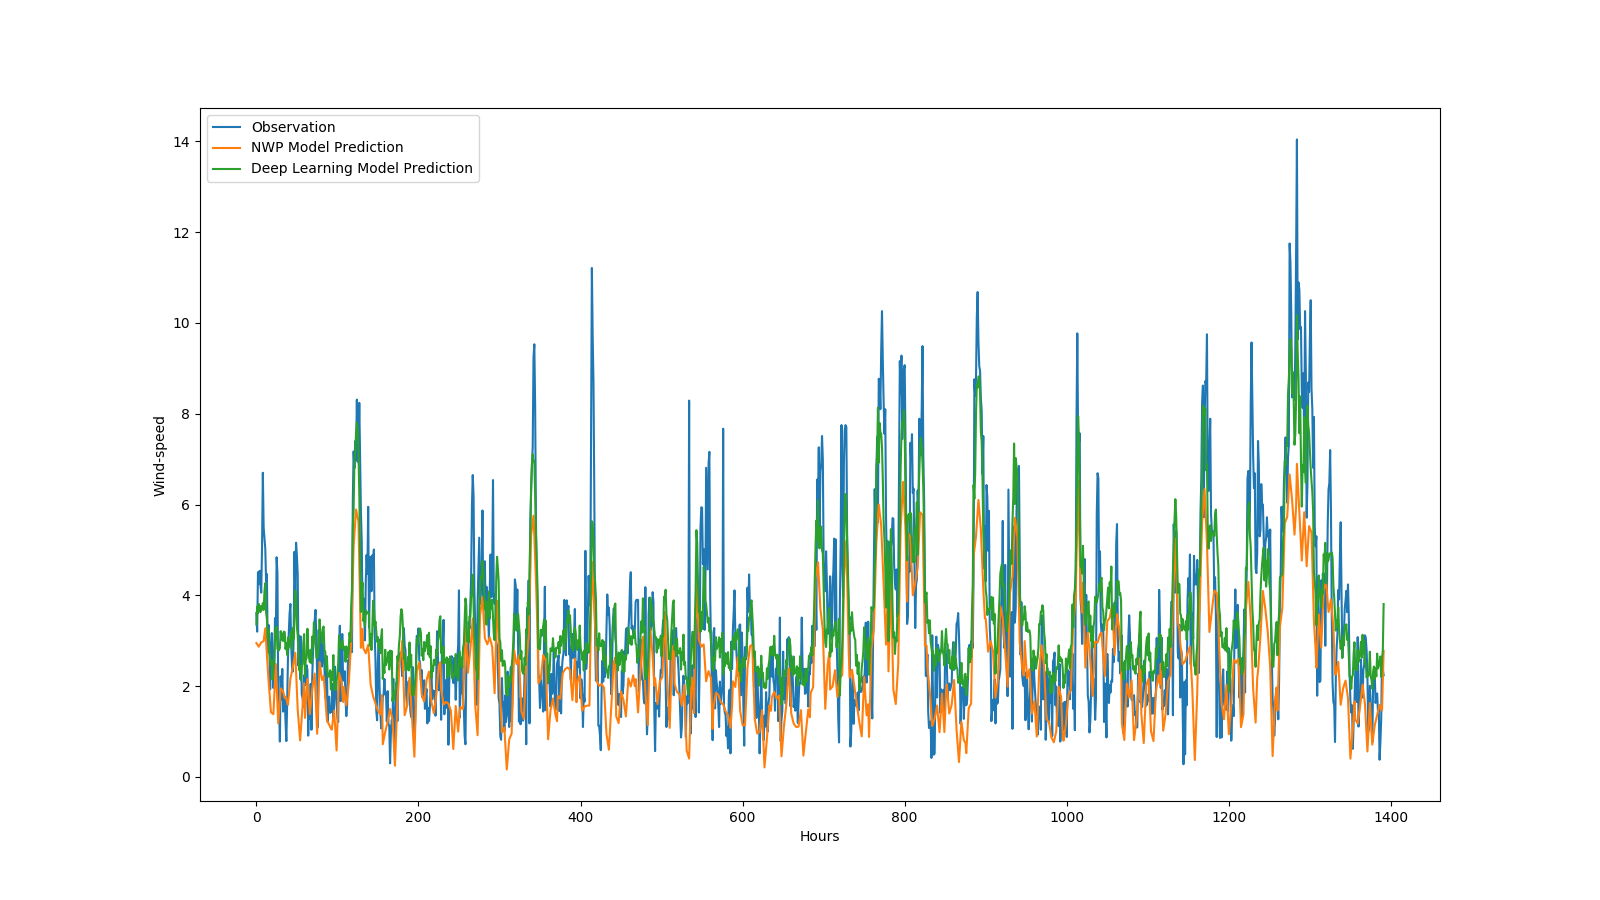 Observation
NWP Model Prediction
Deep Learning Model Prediction
14
12
10
8
6
4
2
0
Wind-speed
0 200 400 600 800 1000 1200 1400
Hours